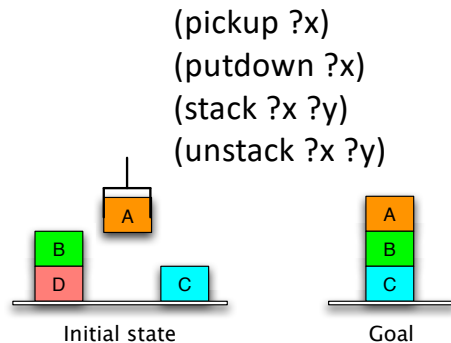 (pickup ?x)
(putdown ?x)
(stack ?x ?y)
(unstack ?x ?y)
A
B
D
C
A
B
C
Initial state
Goal